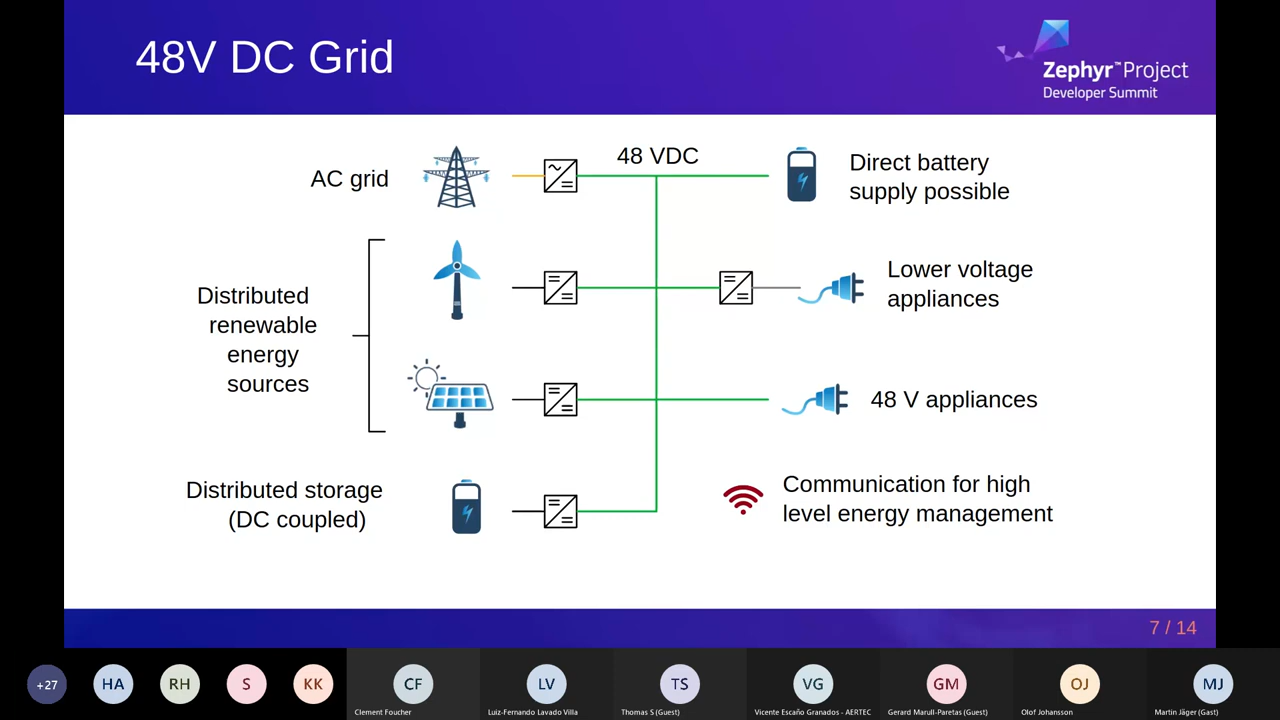 48V DC Grid
Zephyr™Project
Developer Summit
AC grid
48 VDC
Direct battery
supply possible
Distributed
renewable
energy
sources
Lower voltage
appliances
48 V appliances
Distributed storage
(DC coupled)
Communication for high
level energy management
7 / 14
+27
HA
RH
S
KK
CF
LV
TS
VG
GM
OJ
MJ
Clement Foucher
Luiz-Fernando Lavado Villa
Thomas S (Guest)
Vicente Escaño Granados - AERTEC
Gerard Marull-Paretas (Guest)
Olof Johansson
Martin Jäger (Gast)